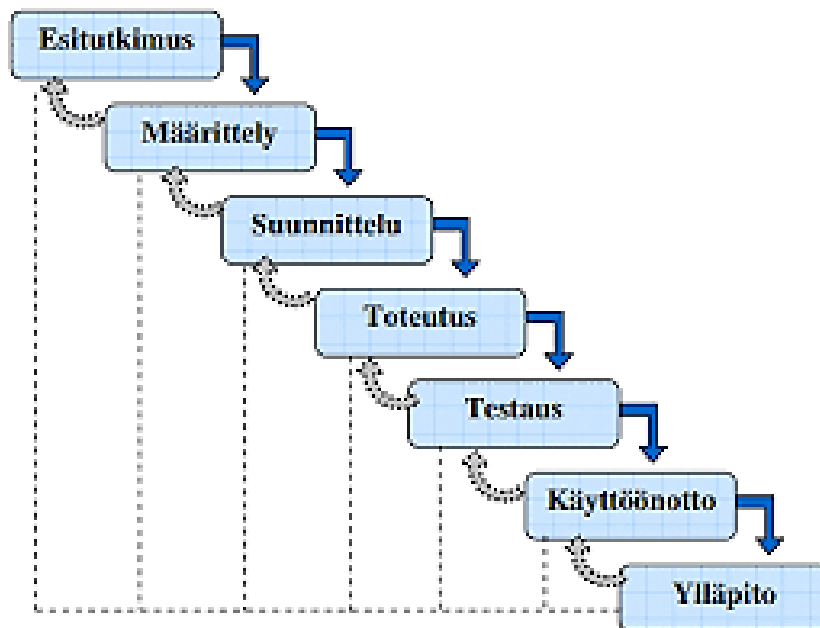 Esitutkimus
Määrittely
Suunnittelu
Toteutus
Testaus
Käyttöönotto
Ylläpito